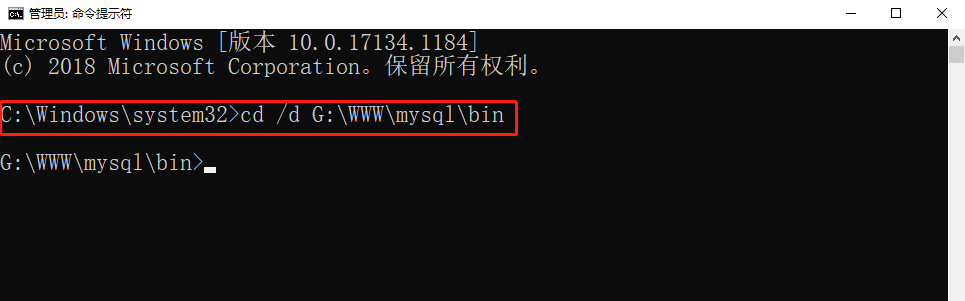 管理员: 命令提示符
Microsoft Windows [版本 10.0.17134.1184]
(c) 2018 Microsoft Corporation。保留所有权利。
C:\Windows\system32>cd /d G:\WWW\mysql\bin
G:\WWW\mysql\bin>